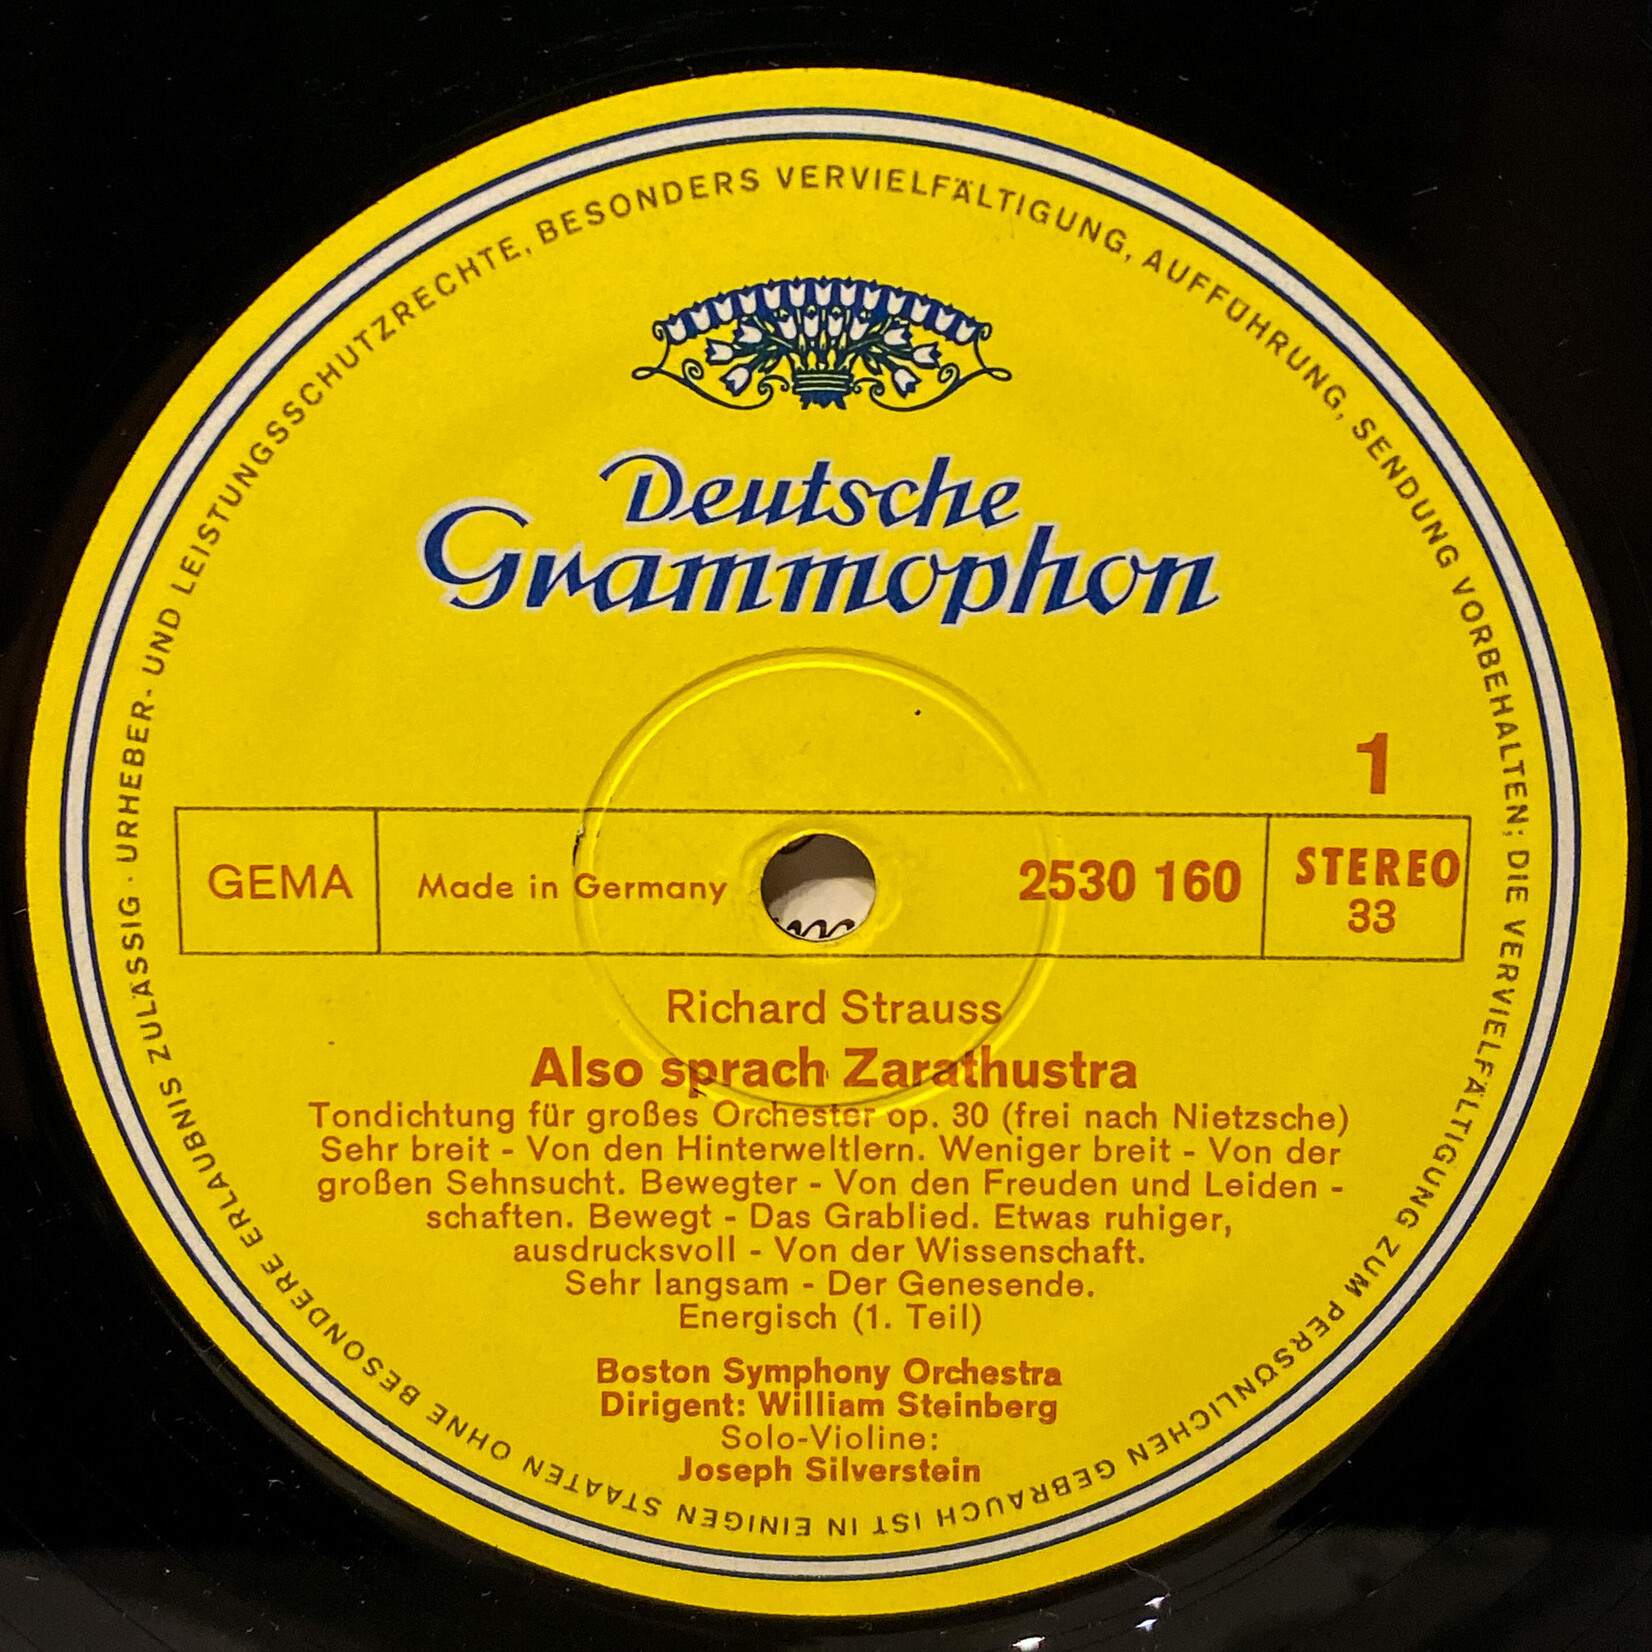 URHEBER- UND LEISTUNGSSCHUTZRECHTE, BESONDERS VERVIELFÄLTIGUNG, AUFFÜHRUNG, SENDUNG VORBEHALTEN; DIE VERVIELFÄLTIGUNG ZUM PERSÖNLICHEN GEBRAUCH IST IN EINIGEN STAATEN OHNE BESONDERE ERLAUBNIS ZULÄSSIG ·
Deutsche
Grammophon
1
GEMA Made in Germany 2530 160 STEREO
33
Richard Strauss
Also sprach Zarathustra
Tondichtung für großes Orchester op. 30 (frei nach Nietzsche)
Sehr breit - Von den Hinterweltlern. Weniger breit - Von der
großen Sehnsucht. Bewegter - Von den Freuden und Leiden -
schaften. Bewegt - Das Grablied. Etwas ruhiger,
ausdrucksvoll - Von der Wissenschaft.
Sehr langsam - Der Genesende.
Energisch (1. Teil)
Boston Symphony Orchestra
Dirigent: William Steinberg
Solo-Violine:
Joseph Silverstein